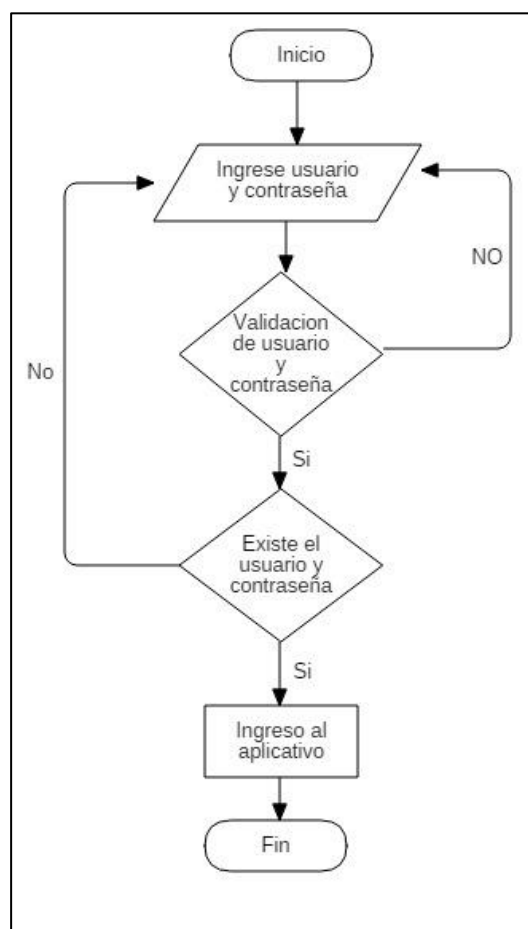 Inicio
Ingrese usuario
y contraseña
NO
Validacion
de usuario
y
contraseña
No
Si
Existe el
usuario y
contraseña
Si
Ingreso al
aplicativo
Fin